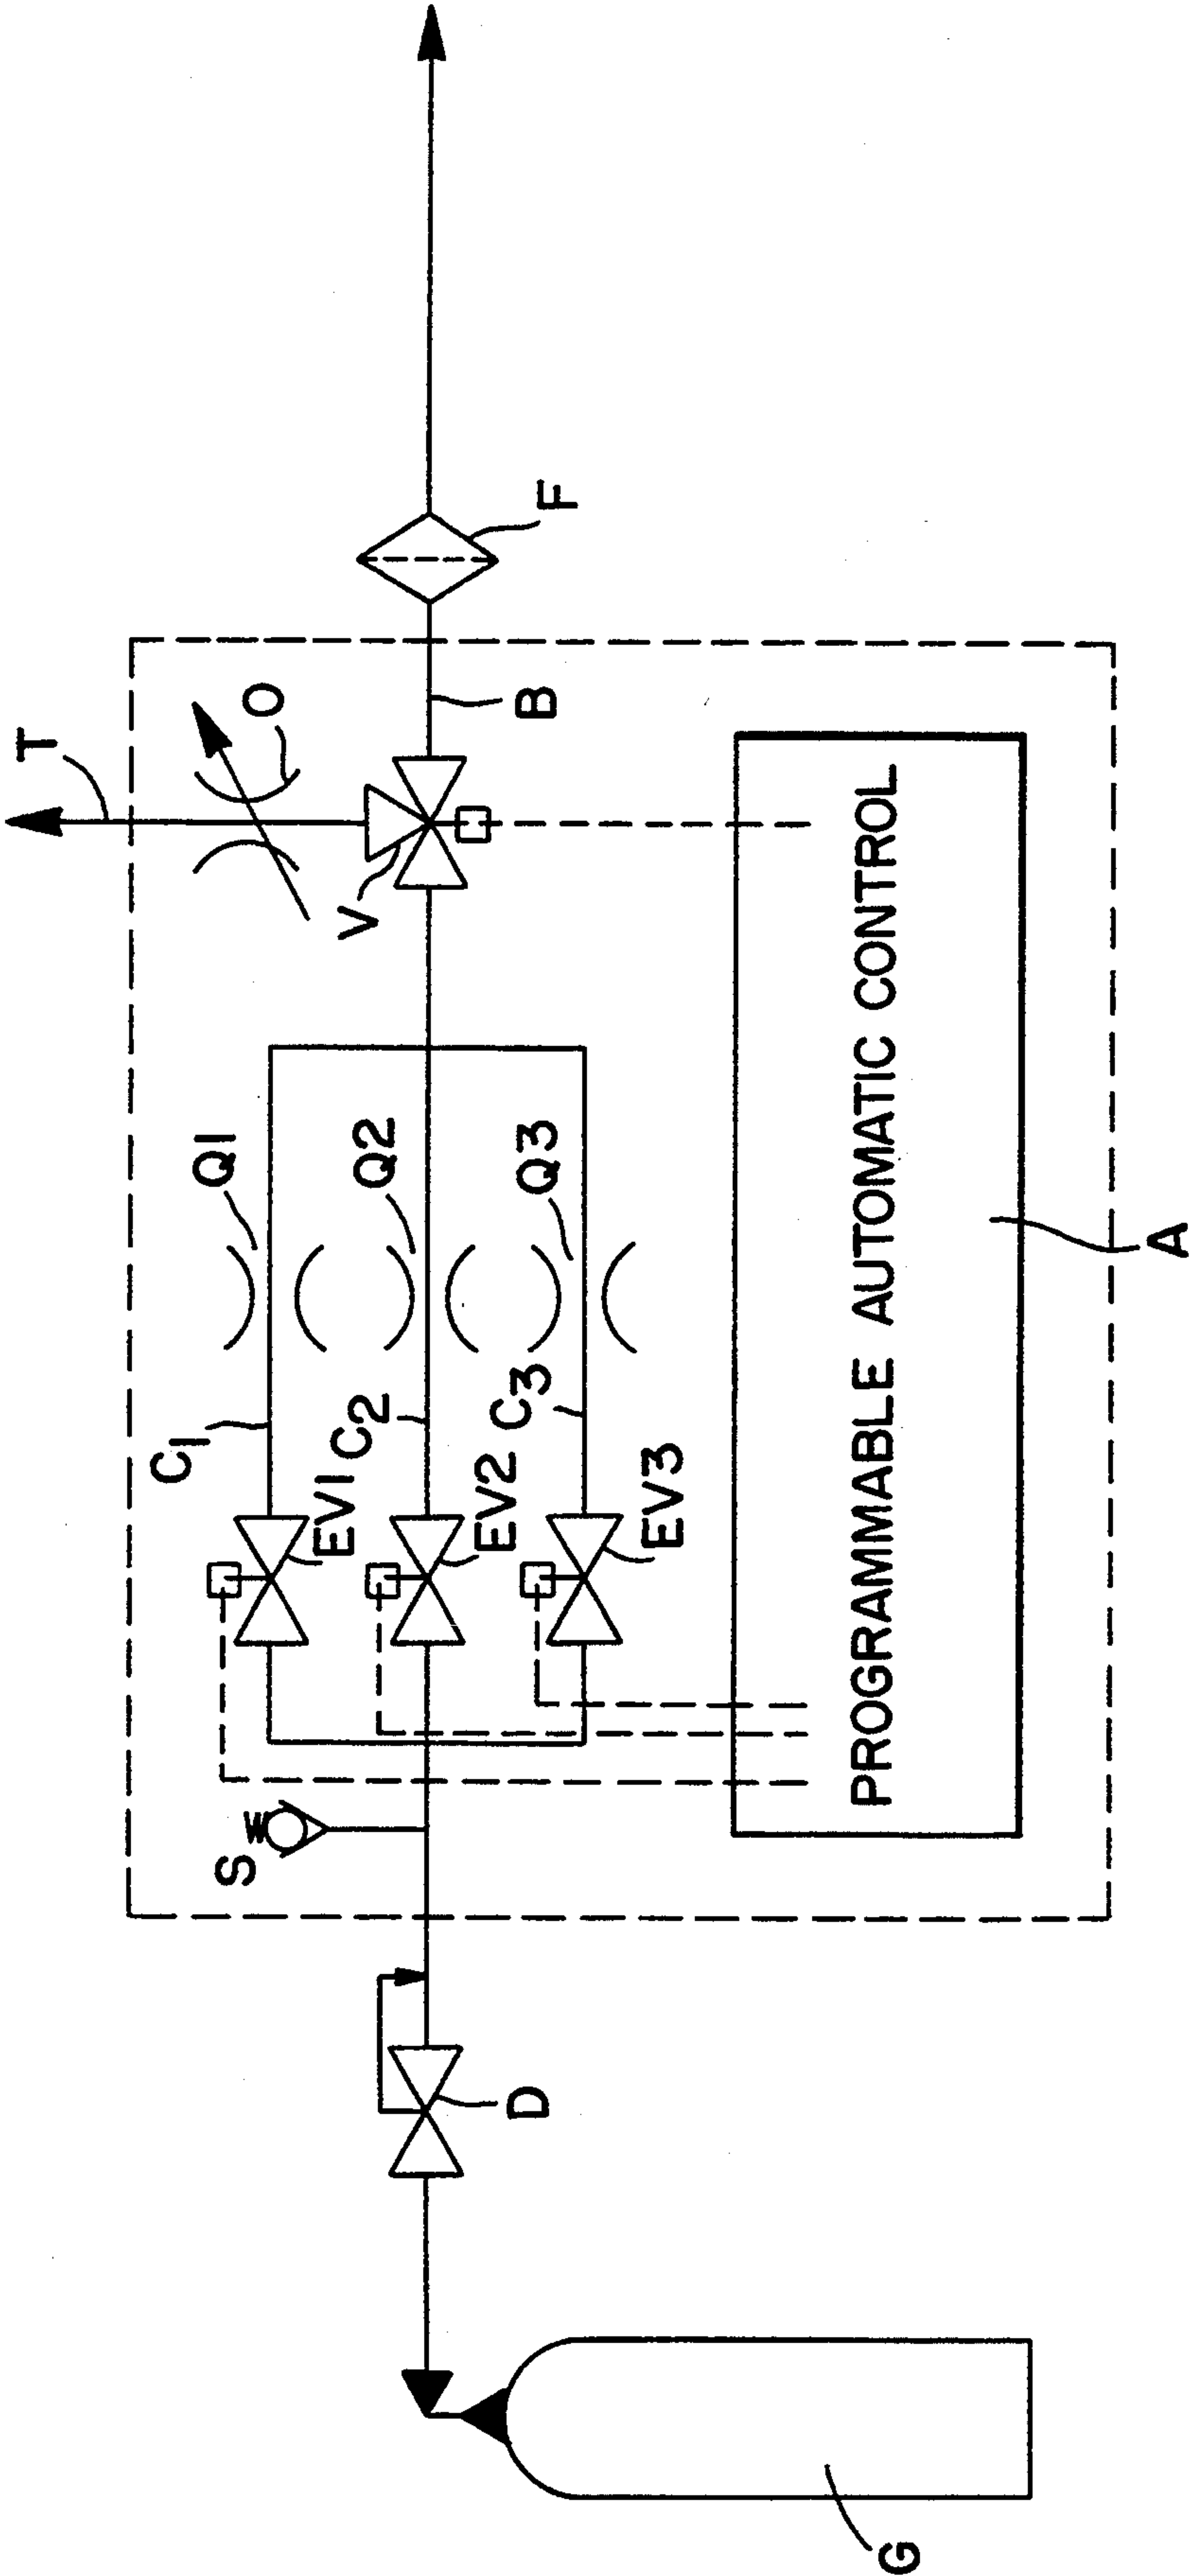 T
O
V
B
F
Q1
Q2
Q3
C1
C2
C3
EV1
EV2
EV3
S
W
D
G
PROGRAMMABLE AUTOMATIC CONTROL
A